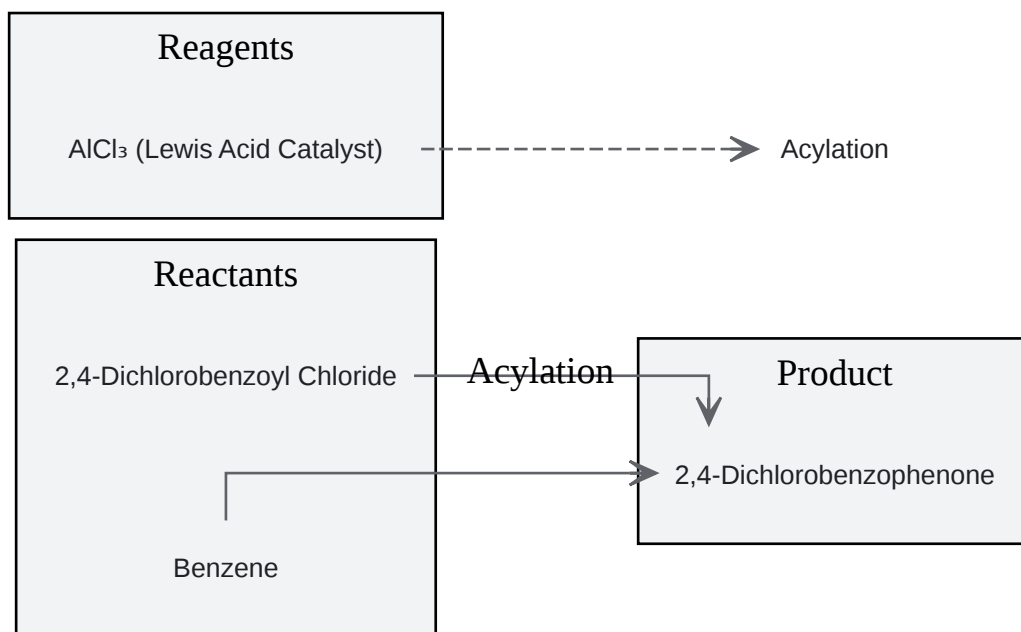 Reagents
AlCl₃ (Lewis Acid Catalyst)
Acylation
Reactants
2,4-Dichlorobenzoyl Chloride
Acylation
Product
2,4-Dichlorobenzophenone
Benzene